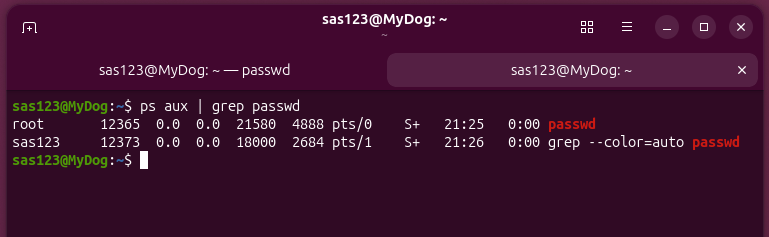 sas123@MyDog: ~
~
sas123@MyDog: ~ — passwd
sas123@MyDog: ~
sas123@MyDog:~$ ps aux | grep passwd
root       12365  0.0  0.0  21580  4888 pts/0    S+   21:25   0:00 passwd
sas123     12373  0.0  0.0  18000  2684 pts/1    S+   21:26   0:00 grep --color=auto passwd
sas123@MyDog:~$